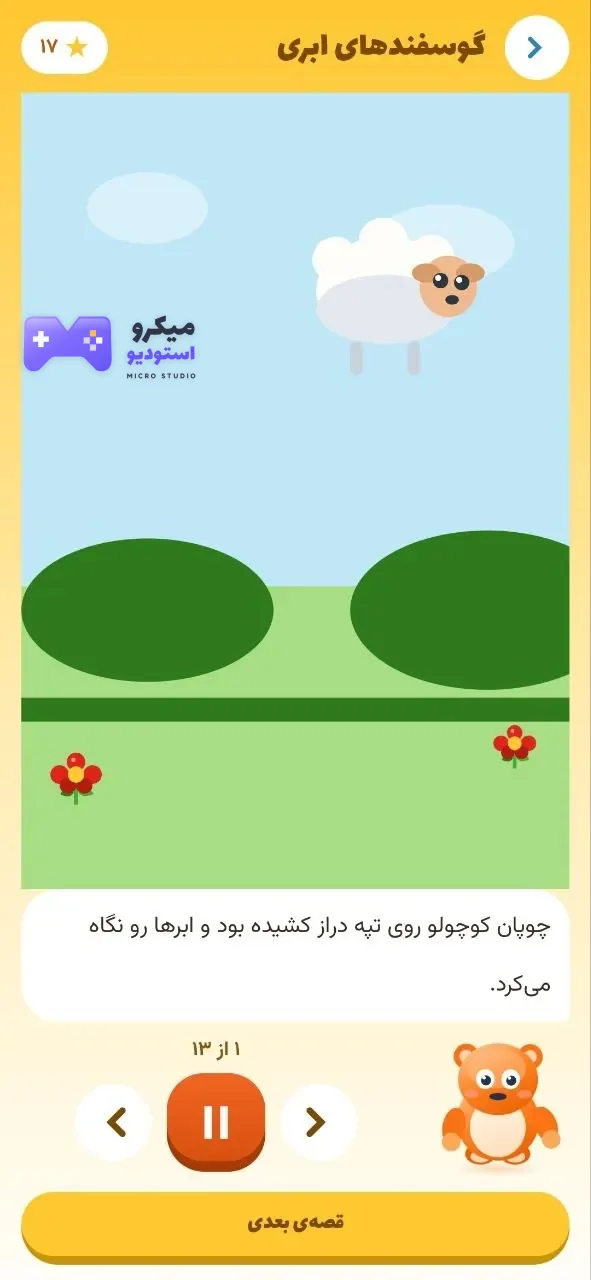 گوسفندهای ابری
۱۷
میکرو
استودیو
MICRO STUDIO
چوپان کوچولو روی تپه دراز کشیده بود و ابرها رو نگاه
می‌کرد.
۱ از ۱۳
قصه‌ی بعدی